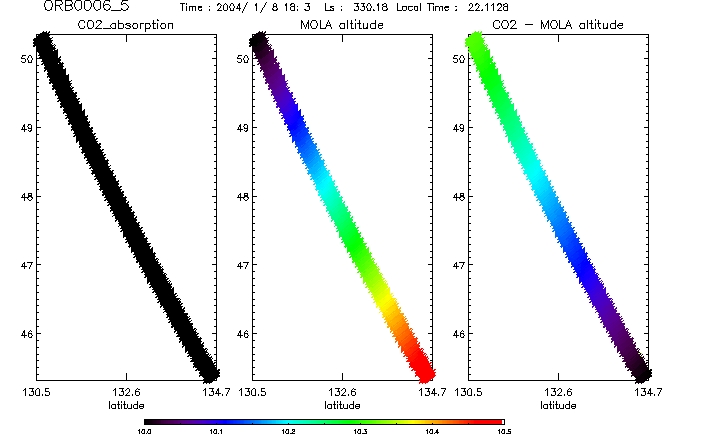 ORB0006_5 Time : 2004/ 1/ 8 18: 3 Ls : 330.18 Local Time : 22.1128
CO2_absorption MOLA altitude CO2 - MOLA altitude
50 50 50
49 49 49
48 48 48
47 47 47
46 46 46
130.5 132.6 134.7 130.5 132.6 134.7 130.5 132.6 134.7
latitude latitude latitude
10.0 10.1 10.2 10.3 10.4 10.5